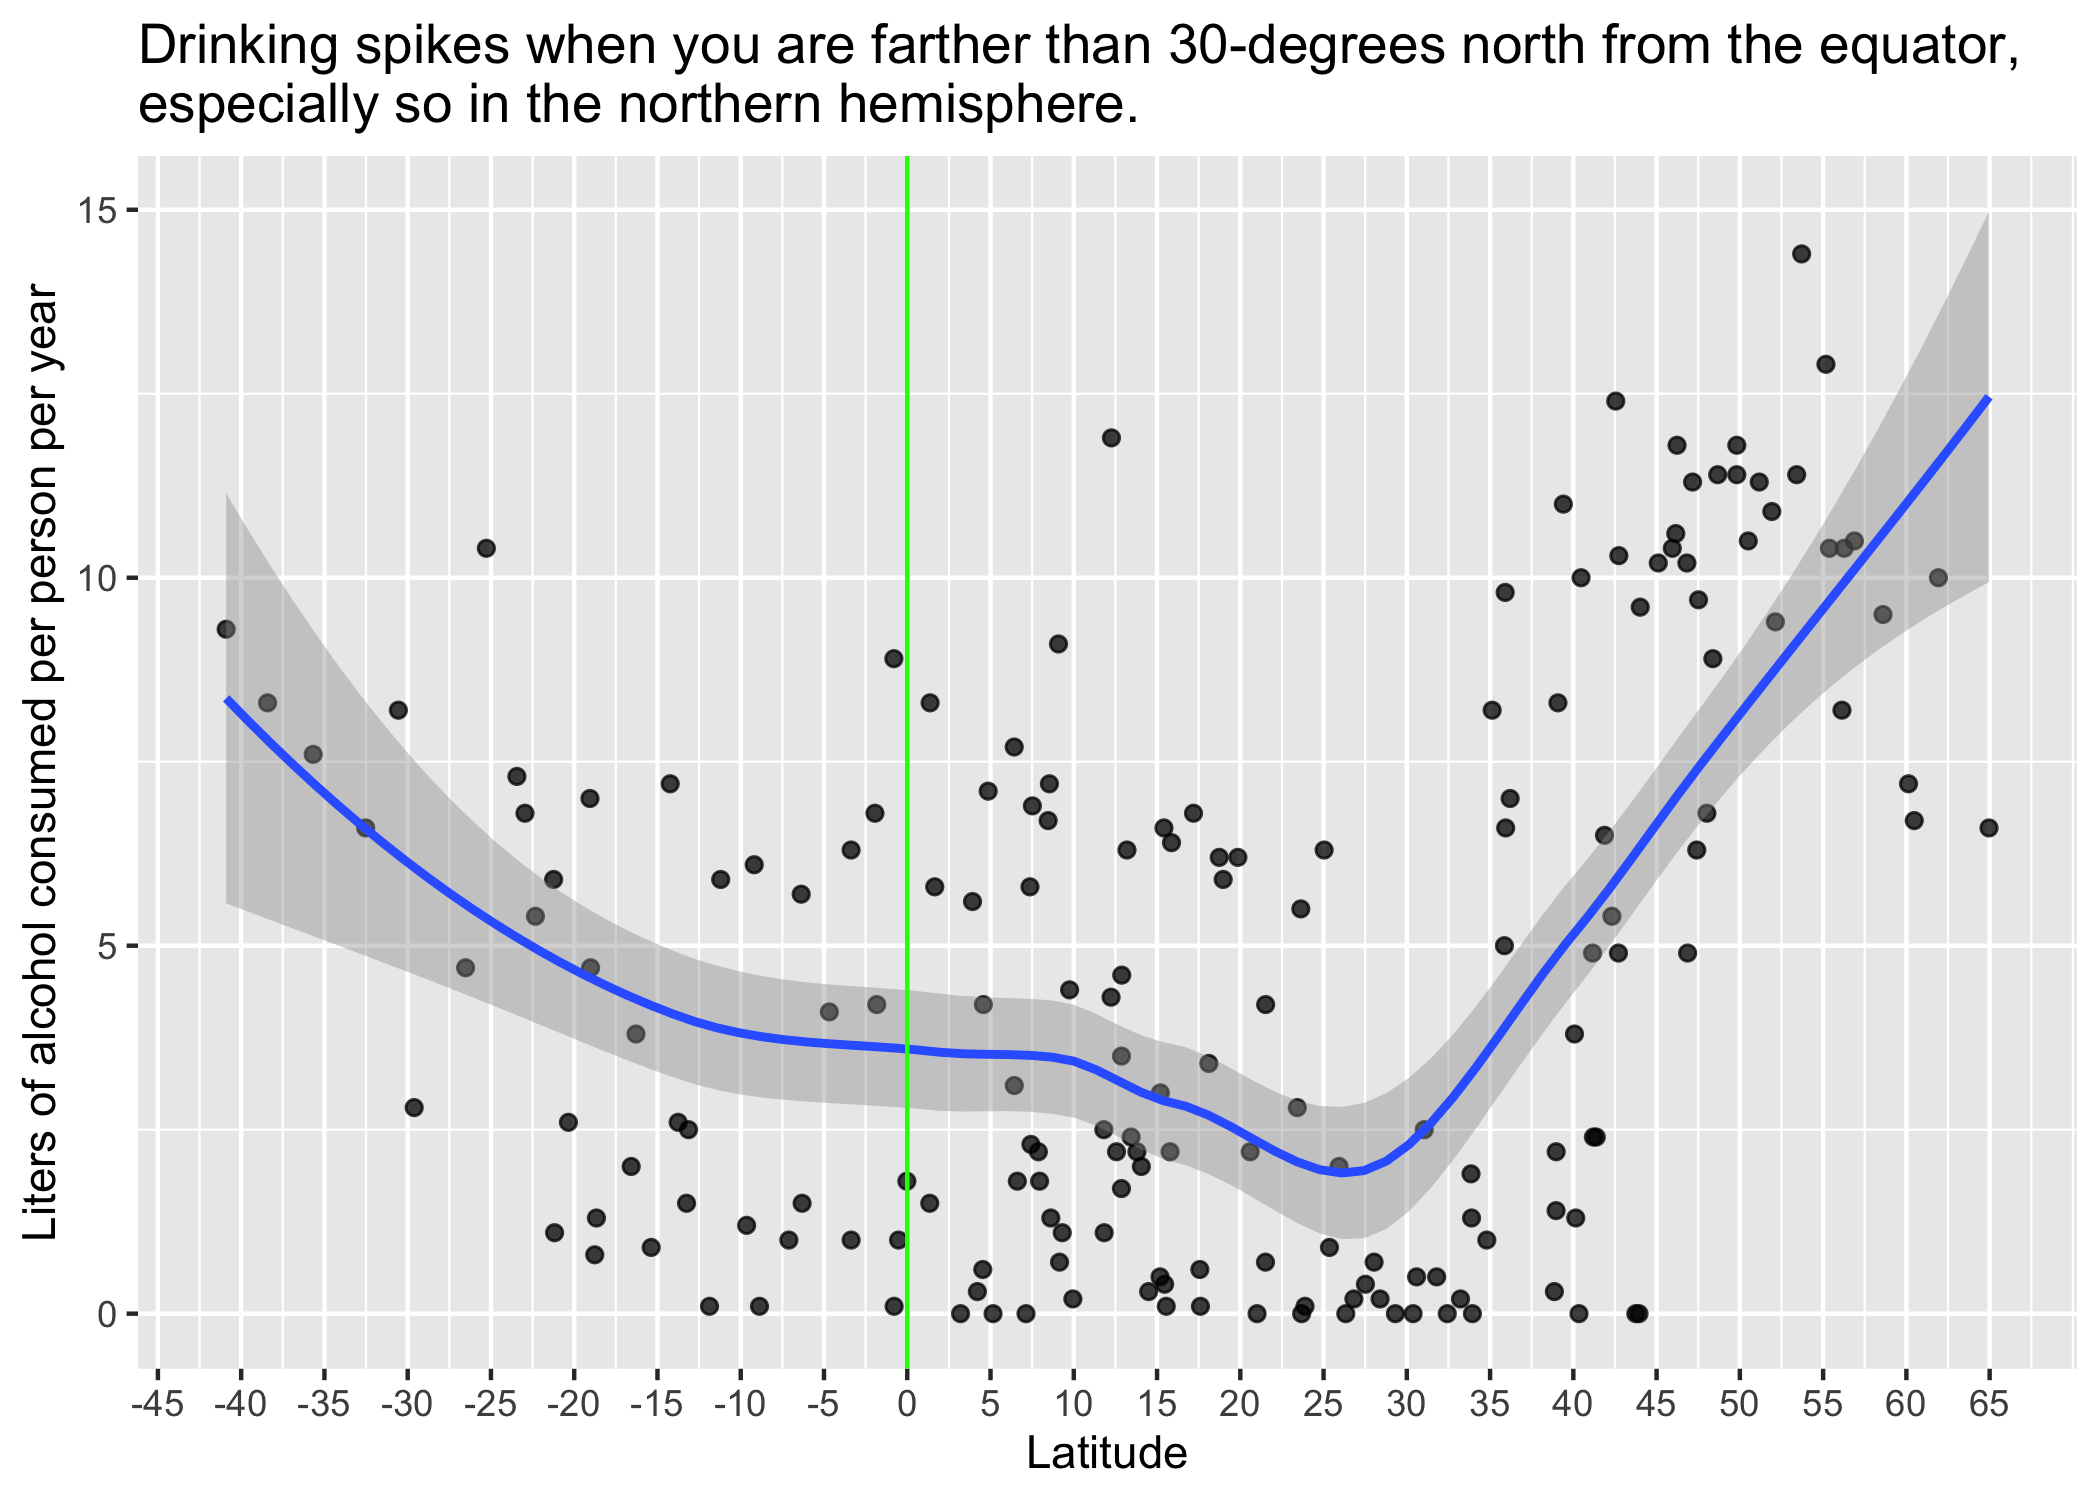 Drinking spikes when you are farther than 30-degrees north from the equator,
especially so in the northern hemisphere.
Liters of alcohol consumed per person per year
15
10
5
0
-45 -40 -35 -30 -25 -20 -15 -10 -5 0 5 10 15 20 25 30 35 40 45 50 55 60 65
Latitude